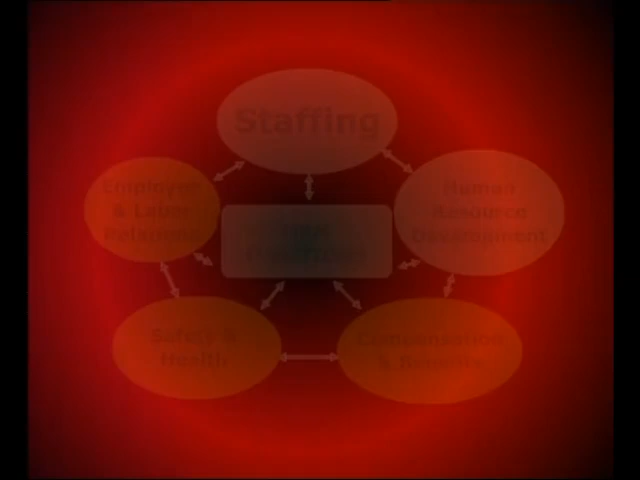 Staffing
Employee
& Labor
Relations
Human
Resource
Development
Safety &
Health
Compensation
& Benefits